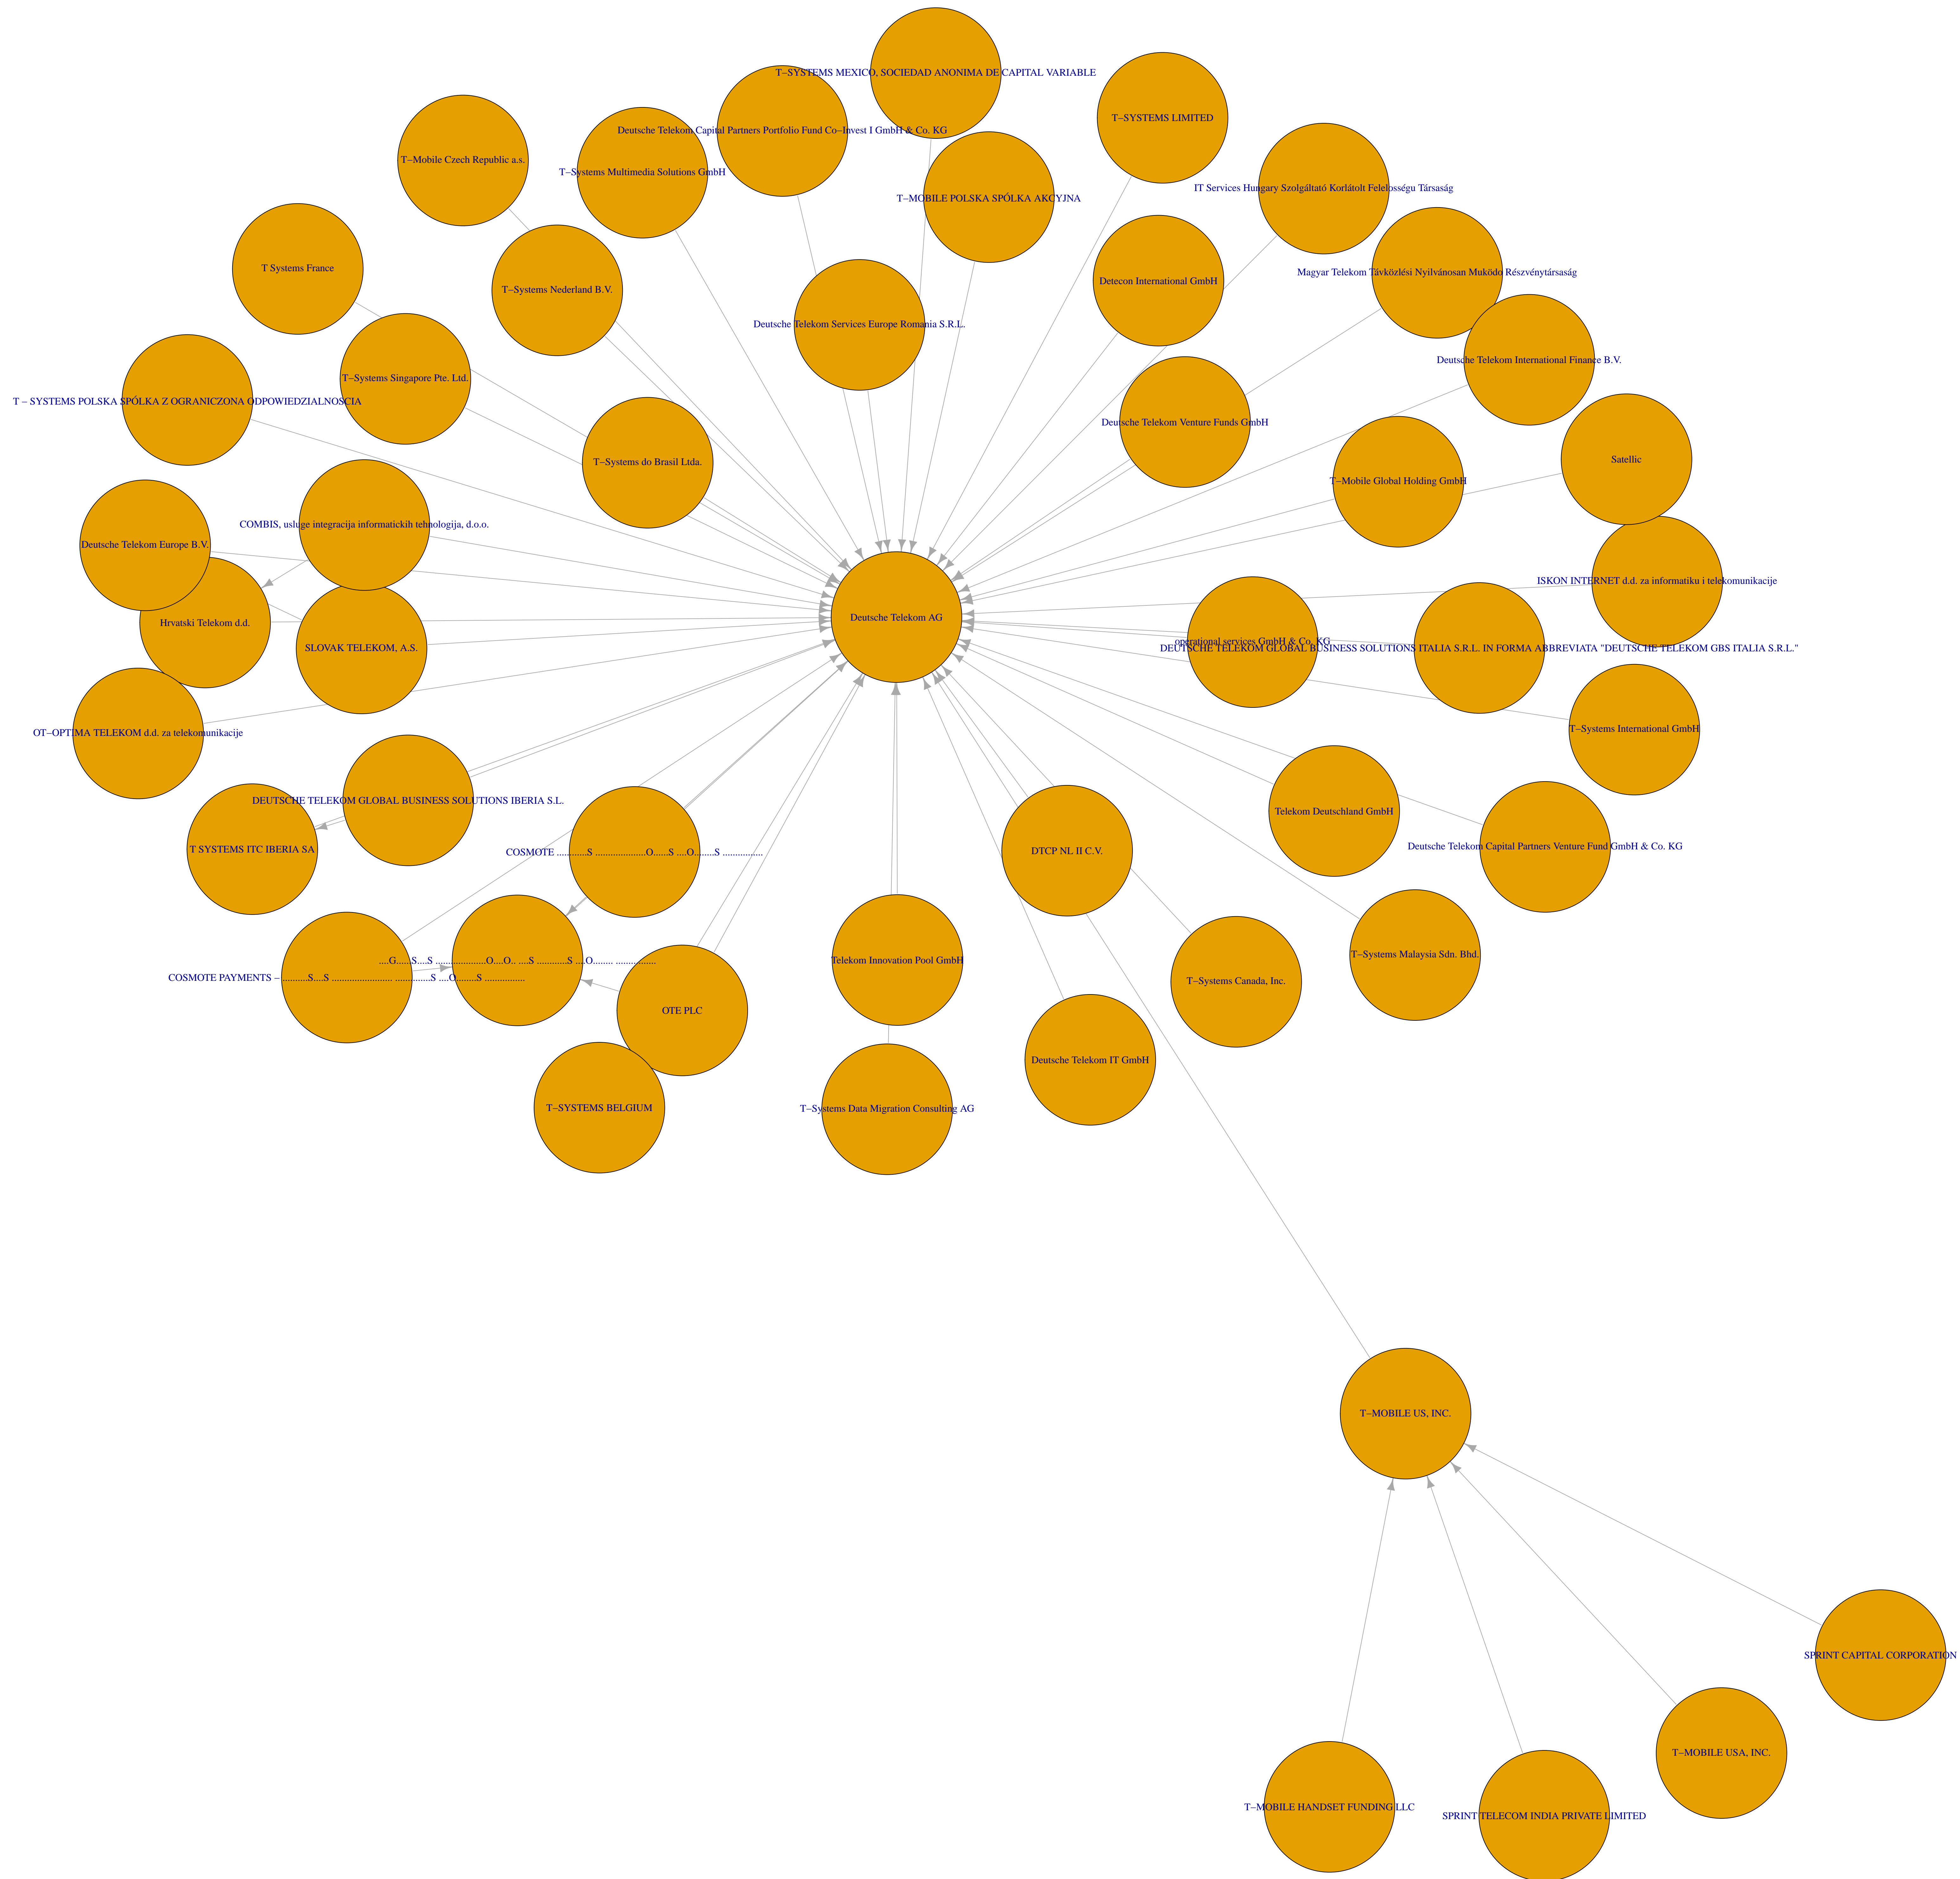 T−SYSTEMS MEXICO, SOCIEDAD ANONIMA DE CAPITAL VARIABLE
T−SYSTEMS LIMITED
Deutsche Telekom Capital Partners Portfolio Fund Co−Invest I GmbH & Co. KG
T−Mobile Czech Republic a.s.
T−Systems Multimedia Solutions GmbH
IT Services Hungary Szolgáltató Korlátolt Felelosségu Társaság
T−MOBILE POLSKA SPÓLKA AKCYJNA
T Systems France
Magyar Telekom Távközlési Nyilvánosan Muködo Részvénytársaság
Detecon International GmbH
T−Systems Nederland B.V.
Deutsche Telekom Services Europe Romania S.R.L.
Deutsche Telekom International Finance B.V.
T−Systems Singapore Pte. Ltd.
T − SYSTEMS POLSKA SPÓLKA Z OGRANICZONA ODPOWIEDZIALNOSCIA
Deutsche Telekom Venture Funds GmbH
Satellic
T−Systems do Brasil Ltda.
T−Mobile Global Holding GmbH
COMBIS, usluge integracija informatickih tehnologija, d.o.o.
Deutsche Telekom Europe B.V.
ISKON INTERNET d.d. za informatiku i telekomunikacije
Deutsche Telekom AG
Hrvatski Telekom d.d.
operational services GmbH & Co. KG
SLOVAK TELEKOM, A.S.
DEUTSCHE TELEKOM GLOBAL BUSINESS SOLUTIONS ITALIA S.R.L. IN FORMA ABBREVIATA "DEUTSCHE TELEKOM GBS ITALIA S.R.L."
T−Systems International GmbH
OT−OPTIMA TELEKOM d.d. za telekomunikacije
DEUTSCHE TELEKOM GLOBAL BUSINESS SOLUTIONS IBERIA S.L.
Telekom Deutschland GmbH
Deutsche Telekom Capital Partners Venture Fund GmbH & Co. KG
T SYSTEMS ITC IBERIA SA
COSMOTE ............S ....................O......S ....O........S ................
DTCP NL II C.V.
T−Systems Malaysia Sdn. Bhd.
....G......S....S ....................O....O.. ....S ............S ....O........ ................
Telekom Innovation Pool GmbH
COSMOTE PAYMENTS − ..........S....S ........................ ..............S ....O........S ................
T−Systems Canada, Inc.
OTE PLC
Deutsche Telekom IT GmbH
T−SYSTEMS BELGIUM
T−Systems Data Migration Consulting AG
T−MOBILE US, INC.
SPRINT CAPITAL CORPORATION
T−MOBILE USA, INC.
T−MOBILE HANDSET FUNDING LLC
SPRINT TELECOM INDIA PRIVATE LIMITED